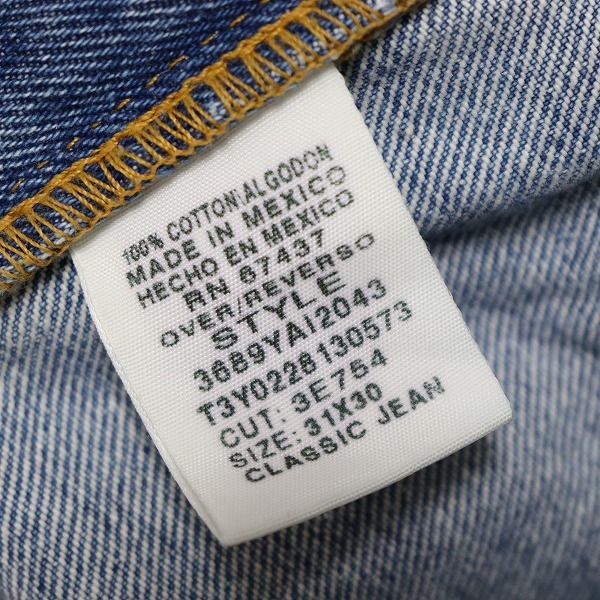 100% COTTON/ALGODON
MADE IN MEXICO
HECHO EN MEXICO
RN 67437
OVER/REVERSO
STYLE
3689YAI2043
T3Y0228130573
CUT: 3E754
SIZE: 31X30
CLASSIC JEAN